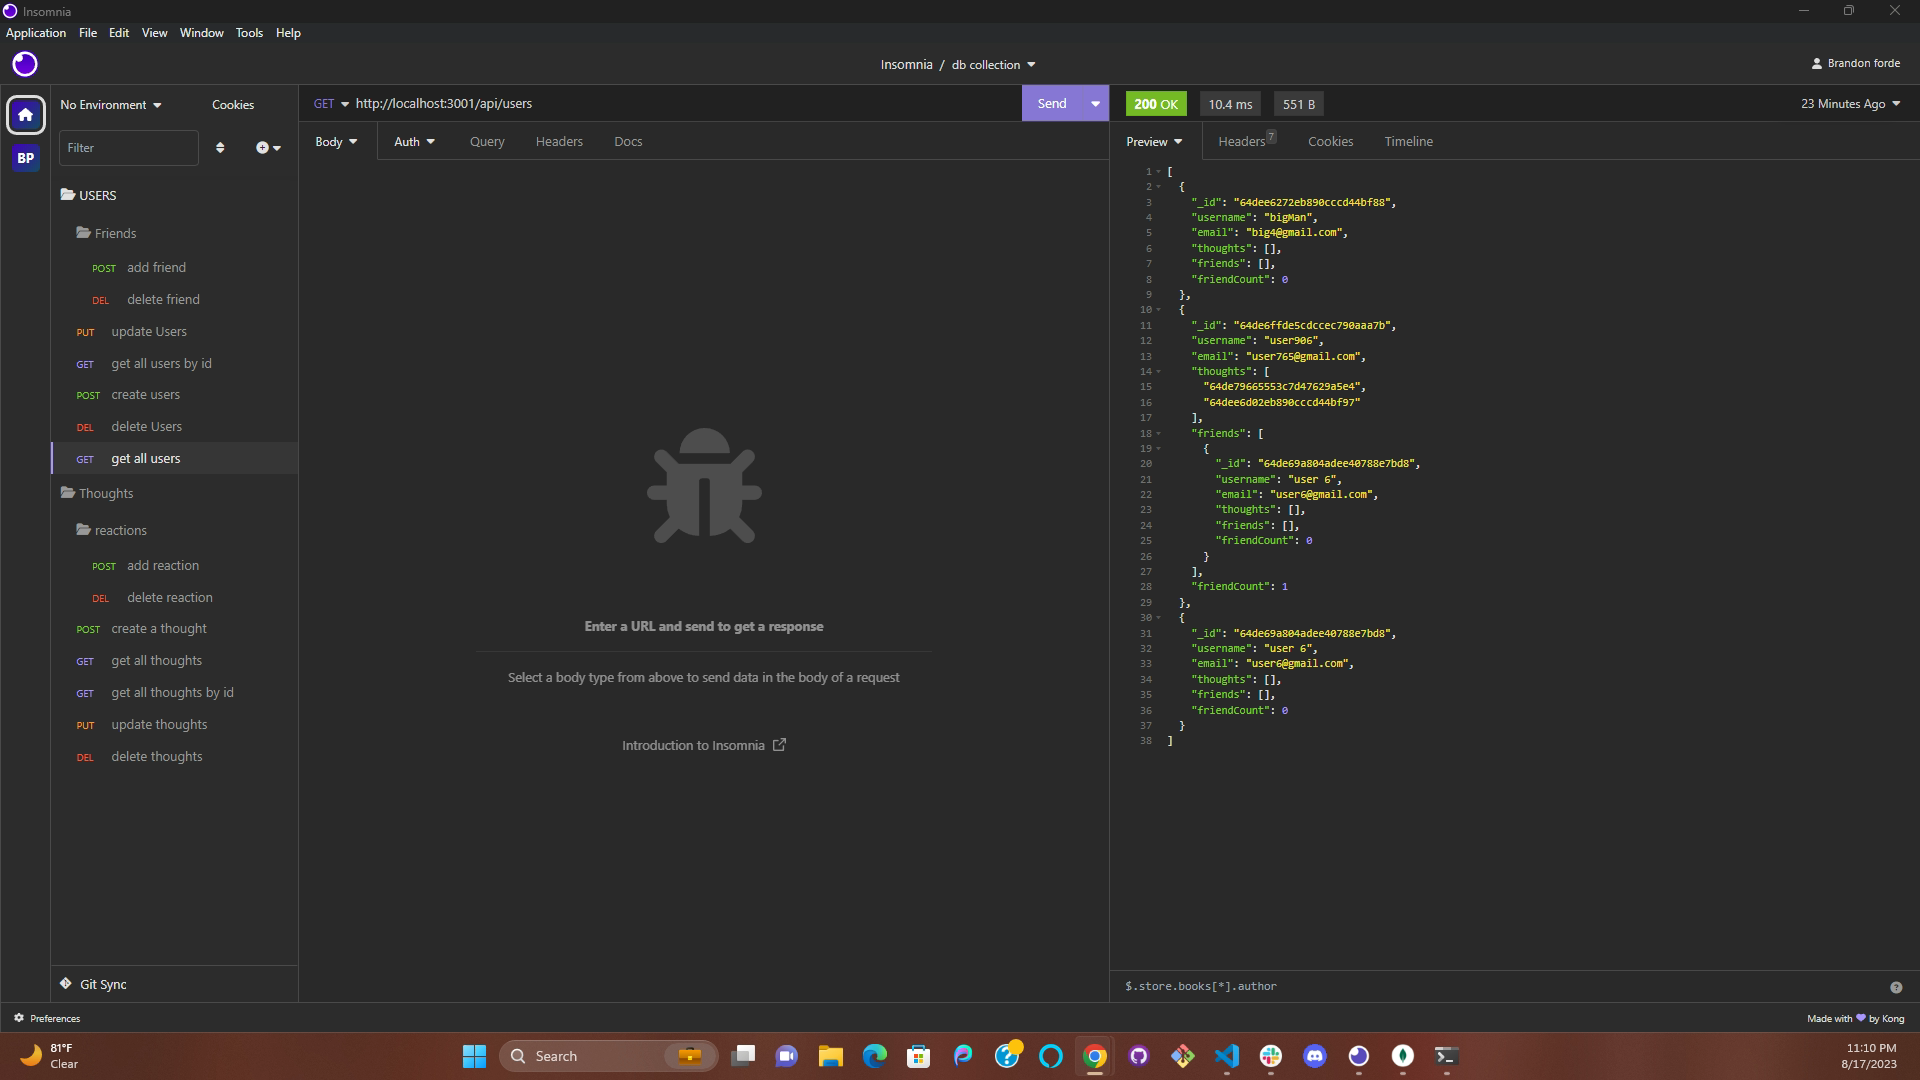 Insomnia
Application File Edit View Window Tools Help
Insomnia / db collection
Brandon forde
No Environment
Cookies
BP
Filter
USERS
Friends
POST add friend
DEL delete friend
PUT update Users
GET get all users by id
POST create users
DEL delete Users
GET get all users
Thoughts
reactions
POST add reaction
DEL delete reaction
POST create a thought
GET get all thoughts
GET get all thoughts by id
PUT update thoughts
DEL delete thoughts
Git Sync
GET http://localhost:3001/api/users
Send
Body Auth Query Headers Docs
Enter a URL and send to get a response
Select a body type from above to send data in the body of a request
Introduction to Insomnia
200 OK 10.4 ms 551 B
23 Minutes Ago
Preview Headers 7 Cookies Timeline
1 [
2 {
3 "_id": "64dee6272eb890cccd44bf88",
4 "username": "bigMan",
5 "email": "big4@gmail.com",
6 "thoughts": [],
7 "friends": [],
8 "friendCount": 0
9 },
10 {
11 "_id": "64de6ffde5cdccec790aaa7b",
12 "username": "user906",
13 "email": "user765@gmail.com",
14 "thoughts": [
15 "64de79665553c7d47629a5e4",
16 "64dee6d02eb890cccd44bf97"
17 ],
18 "friends": [
19 {
20 "_id": "64de69a804adee40788e7bd8",
21 "username": "user 6",
22 "email": "user6@gmail.com",
23 "thoughts": [],
24 "friends": [],
25 "friendCount": 0
26 }
27 ],
28 "friendCount": 1
29 },
30 {
31 "_id": "64de69a804adee40788e7bd8",
32 "username": "user 6",
33 "email": "user6@gmail.com",
34 "thoughts": [],
35 "friends": [],
36 "friendCount": 0
37 }
38 ]
$.store.books[*].author
Preferences
Made with by Kong
81°F
Clear
Search
11:10 PM
8/17/2023